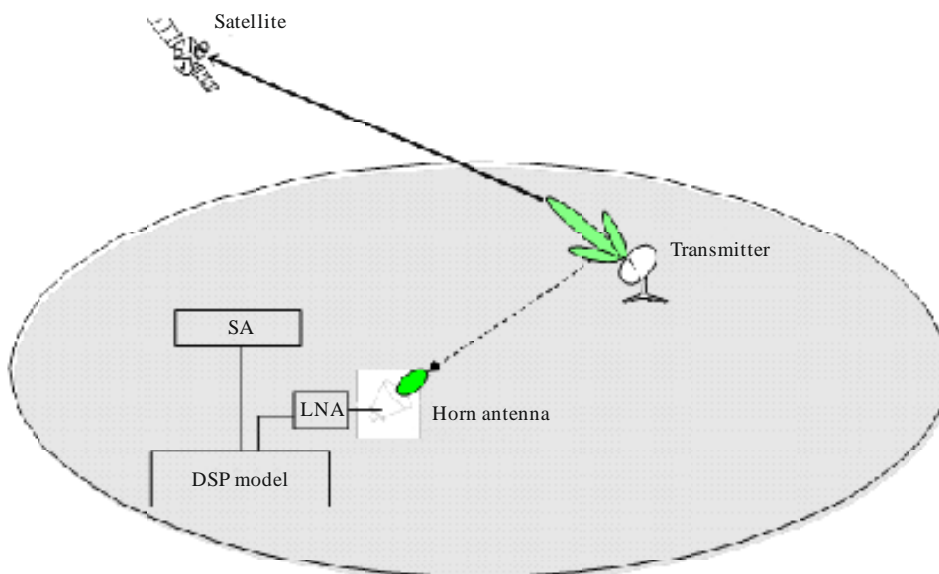 Satellite
Transmitter
SA
LNA
Horn antenna
DSP model